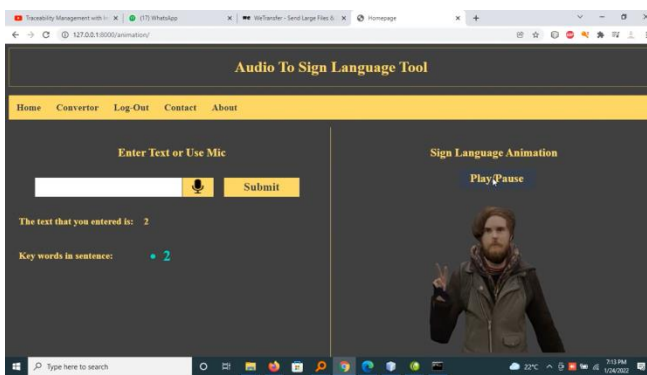 Traceability Management with I
(17) WhatsApp
WeTransfer - Send Large Files &
Homepage
127.0.0.1:8000/animation/
Audio To Sign Language Tool
Home Convertor Log-Out Contact About
Enter Text or Use Mic
Submit
The text that you entered is: 2
Key words in sentence:
2
Sign Language Animation
Play/Pause
Type here to search
22°C
7:13 PM
1/24/2022